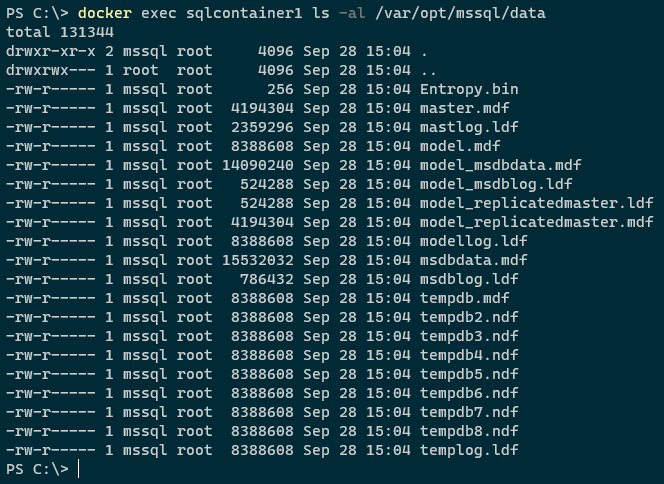 PS C:\> docker exec sqlcontainer1 ls -al /var/opt/mssql/data
total 131344
drwxr-xr-x 2 mssql root     4096 Sep 28 15:04 .
drwxrwx--- 1 root  root     4096 Sep 28 15:04 ..
-rw-r----- 1 mssql root      256 Sep 28 15:04 Entropy.bin
-rw-r----- 1 mssql root  4194304 Sep 28 15:04 master.mdf
-rw-r----- 1 mssql root  2359296 Sep 28 15:04 mastlog.ldf
-rw-r----- 1 mssql root  8388608 Sep 28 15:04 model.mdf
-rw-r----- 1 mssql root 14090240 Sep 28 15:04 model_msdbdata.mdf
-rw-r----- 1 mssql root   524288 Sep 28 15:04 model_msdblog.ldf
-rw-r----- 1 mssql root   524288 Sep 28 15:04 model_replicatedmaster.ldf
-rw-r----- 1 mssql root  4194304 Sep 28 15:04 model_replicatedmaster.mdf
-rw-r----- 1 mssql root  8388608 Sep 28 15:04 modellog.ldf
-rw-r----- 1 mssql root 15532032 Sep 28 15:04 msdbdata.mdf
-rw-r----- 1 mssql root   786432 Sep 28 15:04 msdblog.ldf
-rw-r----- 1 mssql root  8388608 Sep 28 15:04 tempdb.mdf
-rw-r----- 1 mssql root  8388608 Sep 28 15:04 tempdb2.ndf
-rw-r----- 1 mssql root  8388608 Sep 28 15:04 tempdb3.ndf
-rw-r----- 1 mssql root  8388608 Sep 28 15:04 tempdb4.ndf
-rw-r----- 1 mssql root  8388608 Sep 28 15:04 tempdb5.ndf
-rw-r----- 1 mssql root  8388608 Sep 28 15:04 tempdb6.ndf
-rw-r----- 1 mssql root  8388608 Sep 28 15:04 tempdb7.ndf
-rw-r----- 1 mssql root  8388608 Sep 28 15:04 tempdb8.ndf
-rw-r----- 1 mssql root  8388608 Sep 28 15:04 templog.ldf
PS C:\>